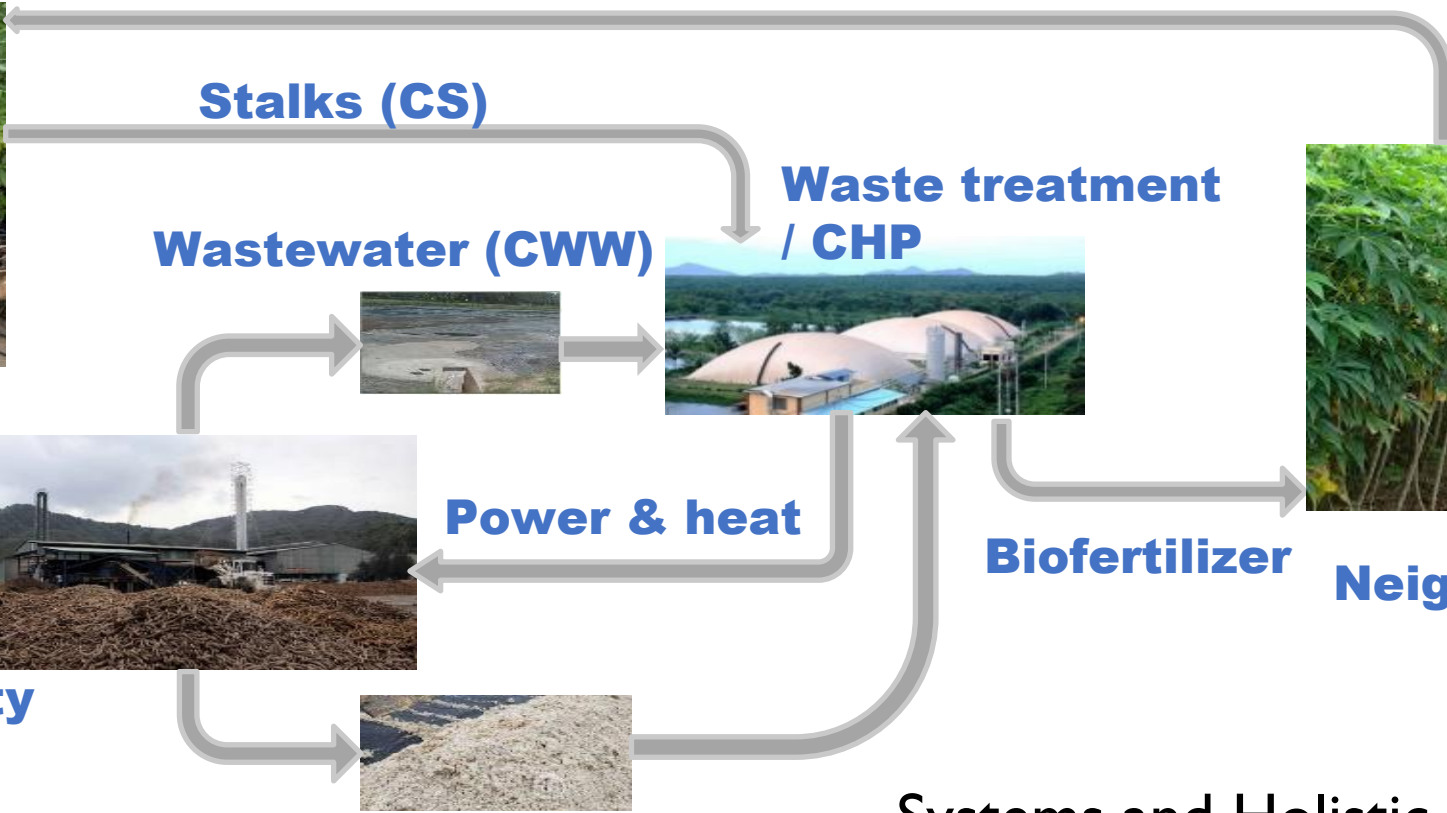 Stalks (CS)
Waste treatment
/ CHP
Wastewater (CWW)
Power & heat
Biofertilizer